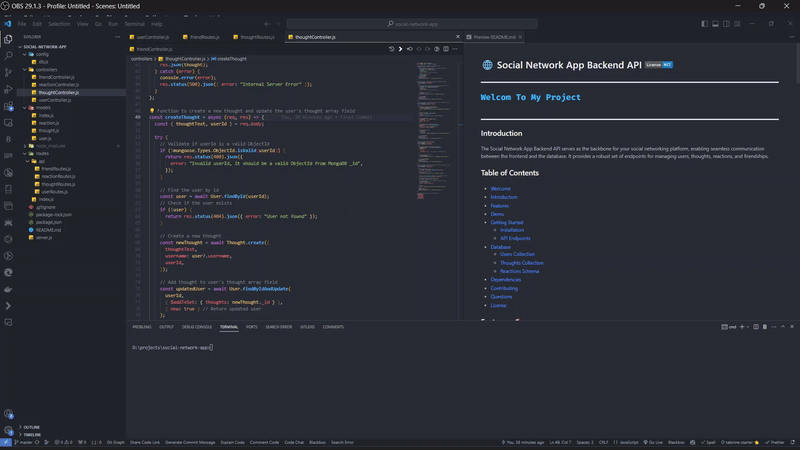 OBS 29.1.3 - Profile: Untitled - Scenes: Untitled
File Edit Selection View Go Run Terminal Help
social-network-app
EXPLORER
SOCIAL-NETWORK-APP
config
db.js
controllers
friendController.js
reactionController.js
thoughtController.js
userController.js
models
index.js
reaction.js
thought.js
user.js
node_modules
routes
api
friendRoutes.js
reactionRoutes.js
thoughtRoutes.js
userRoutes.js
index.js
.gitignore
package-lock.json
package.json
README.md
server.js
OUTLINE
TIMELINE
userController.js friendRoutes.js thoughtRoutes.js thoughtController.js
friendController.js
controllers > thoughtController.js > createThought
res.json(thought);
} catch (error) {
console.error(error);
res.status(500).json({ error: "Internal Server Error" });
}
};
Function to create a new thought and update the user's thought array field
const createThought = async (req, res) => {
const { thoughtText, userId } = req.body;
try {
// Validate if userId is a valid ObjectId
if (!mongoose.Types.ObjectId.isValid(userId)) {
return res.status(400).json({
error: "Invalid userId, it should be a valid ObjectId from MongoDB _id",
});
}
// Find the user by id
const user = await User.findById(userId);
// Check if the user exists
if (!user) {
return res.status(404).json({ error: "User not Found" });
}
// Create a new thought
const newThought = await Thought.create({
thoughtText,
username: user?.username,
userId,
});
// Add thought to user's thought array field
const updatedUser = await User.findByIdAndUpdate(
userId,
{ $addToSet: { thoughts: newThought._id } },
{ new: true } // Return updated user
);
Preview README.md
Social Network App Backend API License MIT
Welcom To My Project
Introduction
The Social Network App Backend API serves as the backbone for your social networking platform, enabling seamless communication
between the frontend and the database. It provides a robust set of endpoints for managing users, thoughts, reactions, and friendships.
Table of Contents
Welcome
Introduction
Features
Demo
Getting Started
Installation
API Endpoints
Database
Users Collection
Thoughts Collection
Reactions Schema
Dependencies
Contributing
Questions
License
PROBLEMS OUTPUT DEBUG CONSOLE TERMINAL PORTS SEARCH ERROR GITLENS COMMENTS
cmd
D:\projects\social-network-app>
master Git Graph Share Code Link Generate Commit Message Explain Code Comment Code Code Chat Blackbox Search Error You, 38 minutes ago Spaces: 2 CRLF JavaScript Go Live Blackbox Spell tabnine starter Prettier